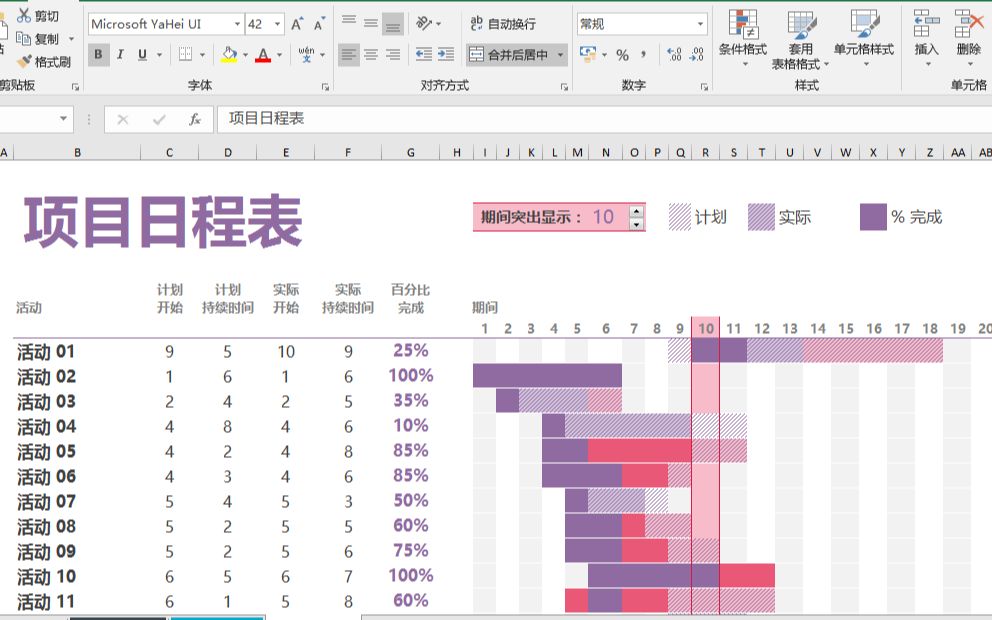 剪切
Microsoft YaHei UI 42 A A
ab 自动换行
常规
复制
格式刷
B I U A wén
合并后居中
% , .0 .00
条件格式 套用 单元格样式 插入 删除
表格格式
剪贴板 字体 对齐方式 数字 样式 单元格
fx 项目日程表
A B C D E F G H I J K L M N O P Q R S T U V W X Y Z AA AB
项目日程表
期间突出显示： 10 计划 实际 % 完成
计划 计划 实际 实际 百分比
活动 开始 持续时间 开始 持续时间 完成 期间
1 2 3 4 5 6 7 8 9 10 11 12 13 14 15 16 17 18 19 20
活动 01 9 5 10 9 25%
活动 02 1 6 1 6 100%
活动 03 2 4 2 5 35%
活动 04 4 8 4 6 10%
活动 05 4 2 4 8 85%
活动 06 4 3 4 6 85%
活动 07 5 4 5 3 50%
活动 08 5 2 5 5 60%
活动 09 5 2 5 6 75%
活动 10 6 5 6 7 100%
活动 11 6 1 5 8 60%